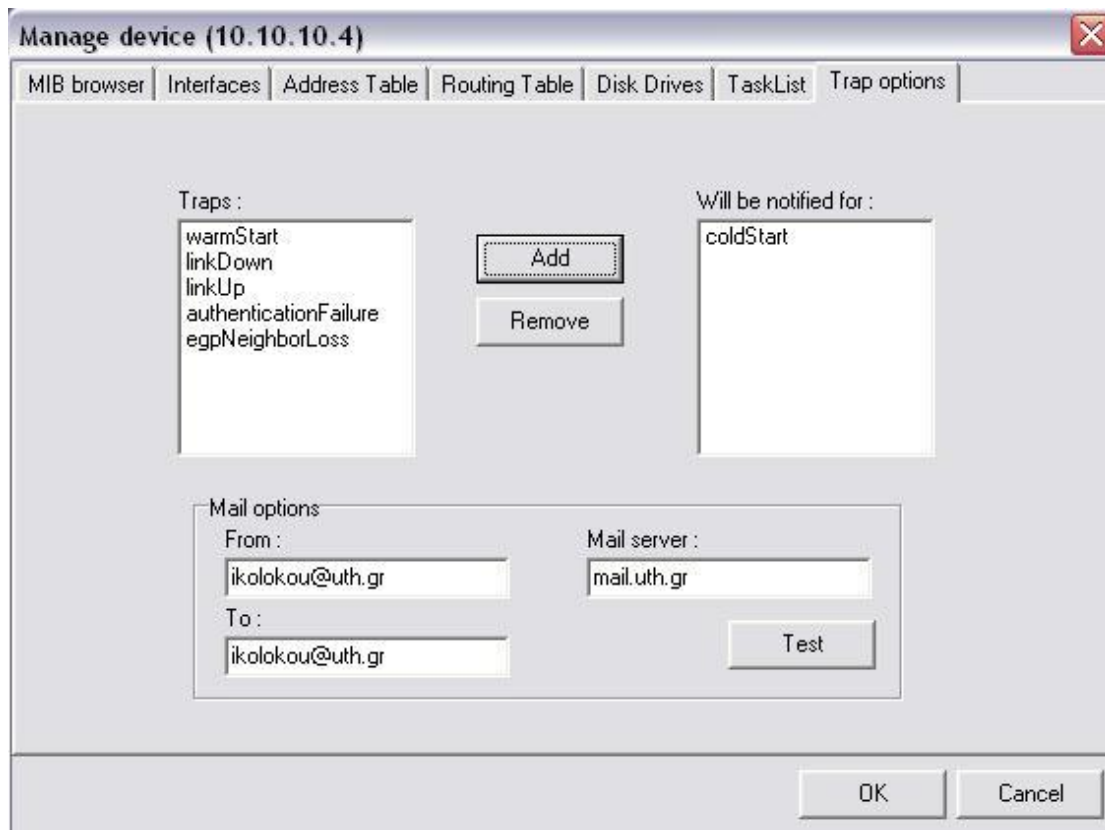 Manage device (10.10.10.4)
MIB browser Interfaces Address Table Routing Table Disk Drives TaskList Trap options
Traps :
warmStart
linkDown
linkUp
authenticationFailure
egpNeighborLoss
Add
Remove
Will be notified for :
coldStart
Mail options
From :
ikolokou@uth.gr
To :
ikolokou@uth.gr
Mail server :
mail.uth.gr
Test
OK
Cancel